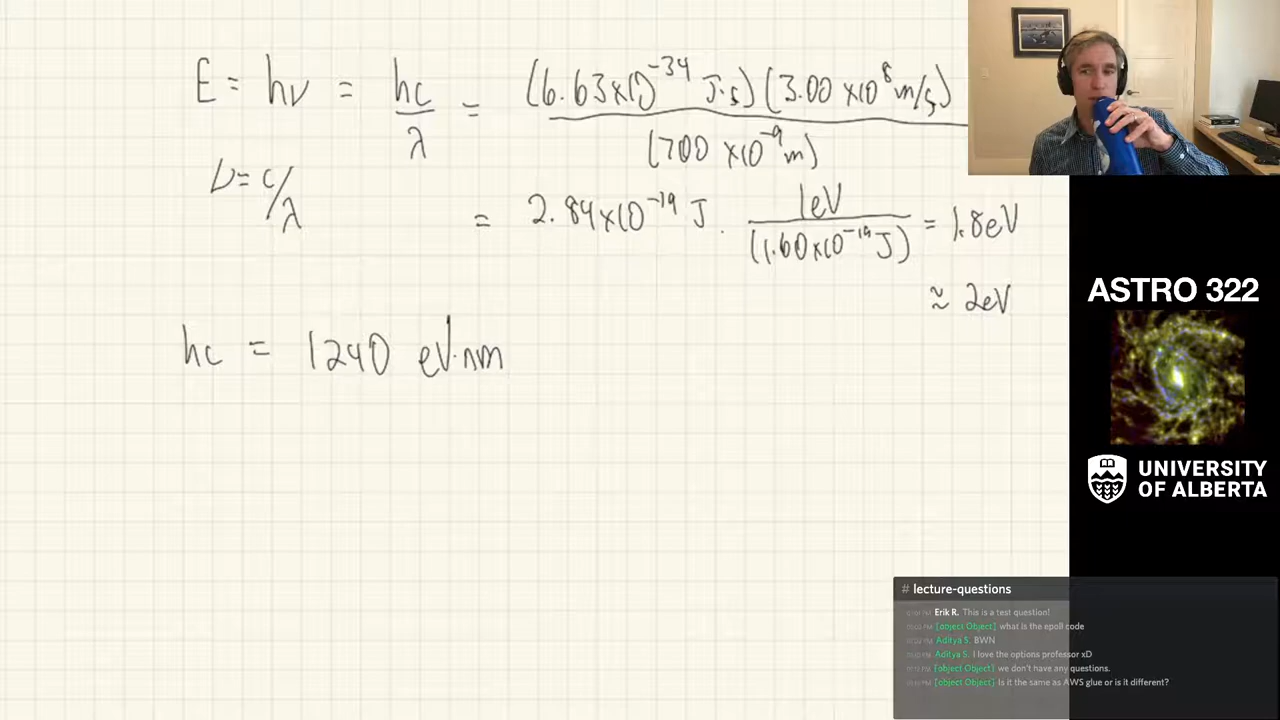 E = hν = hc/λ = (6.63×10⁻³⁴ J·s)(3.00 ×10⁸ m/s)/(700 ×10⁻⁹ m)
ν = c/λ
= 2.84×10⁻¹⁹ J · 1eV/(1.60×10⁻¹⁹ J) = 1.8eV
≈ 2eV
hc = 1240 eV·nm
ASTRO 322
UNIVERSITY
OF ALBERTA
# lecture-questions
Erik R. This is a test question!
[object Object] what is the epoll code
Aditya S. BWN
Aditya S. I love the options professor xD
[object Object] we don't have any questions.
[object Object] Is it the same as AWS glue or is it different?